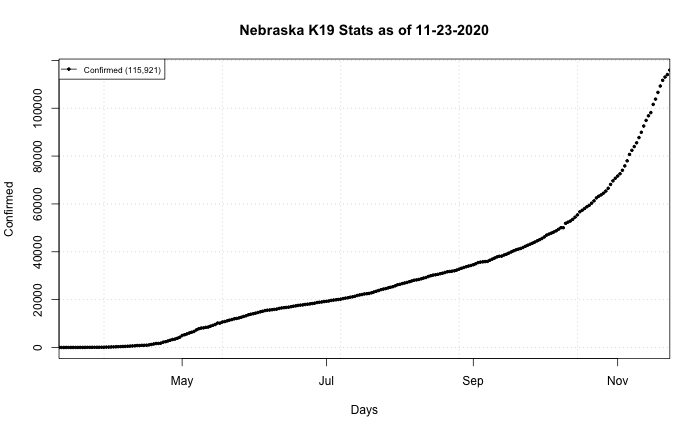 Nebraska K19 Stats as of 11-23-2020
Confirmed (115,921)
100000
80000
60000
40000
20000
0
Confirmed
May Jul Sep Nov
Days